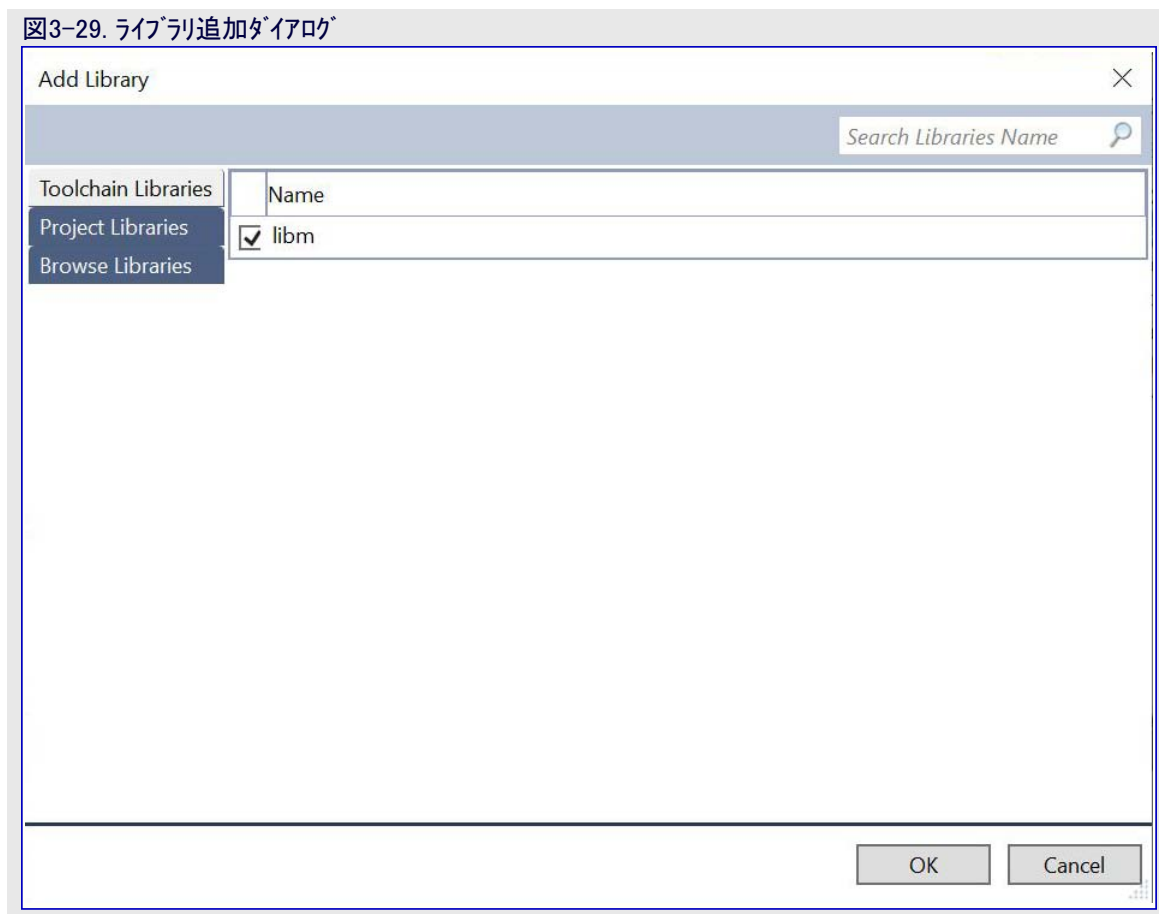 図3-29. ﾗｲﾌﾞﾗﾘ追加ﾀﾞｲｱﾛｸﾞ
Add Library
Search Libraries Name
Toolchain Libraries
Name
Project Libraries
libm
Browse Libraries
OK
Cancel